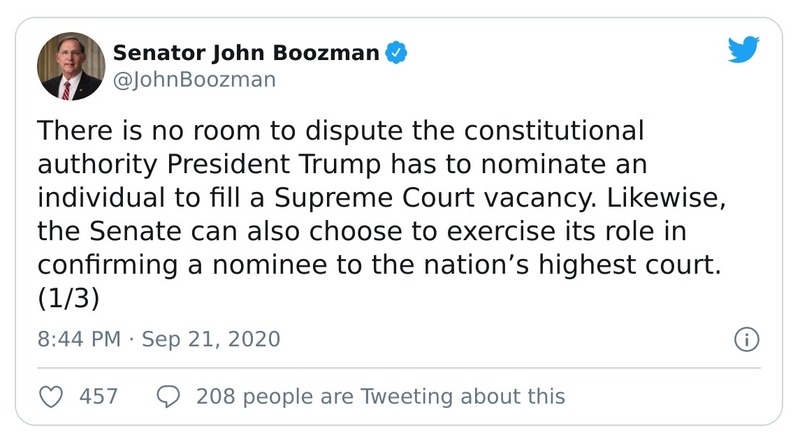 Senator John Boozman
@JohnBoozman
There is no room to dispute the constitutional
authority President Trump has to nominate an
individual to fill a Supreme Court vacancy. Likewise,
the Senate can also choose to exercise its role in
confirming a nominee to the nation’s highest court.
(1/3)
8:44 PM · Sep 21, 2020
457 208 people are Tweeting about this